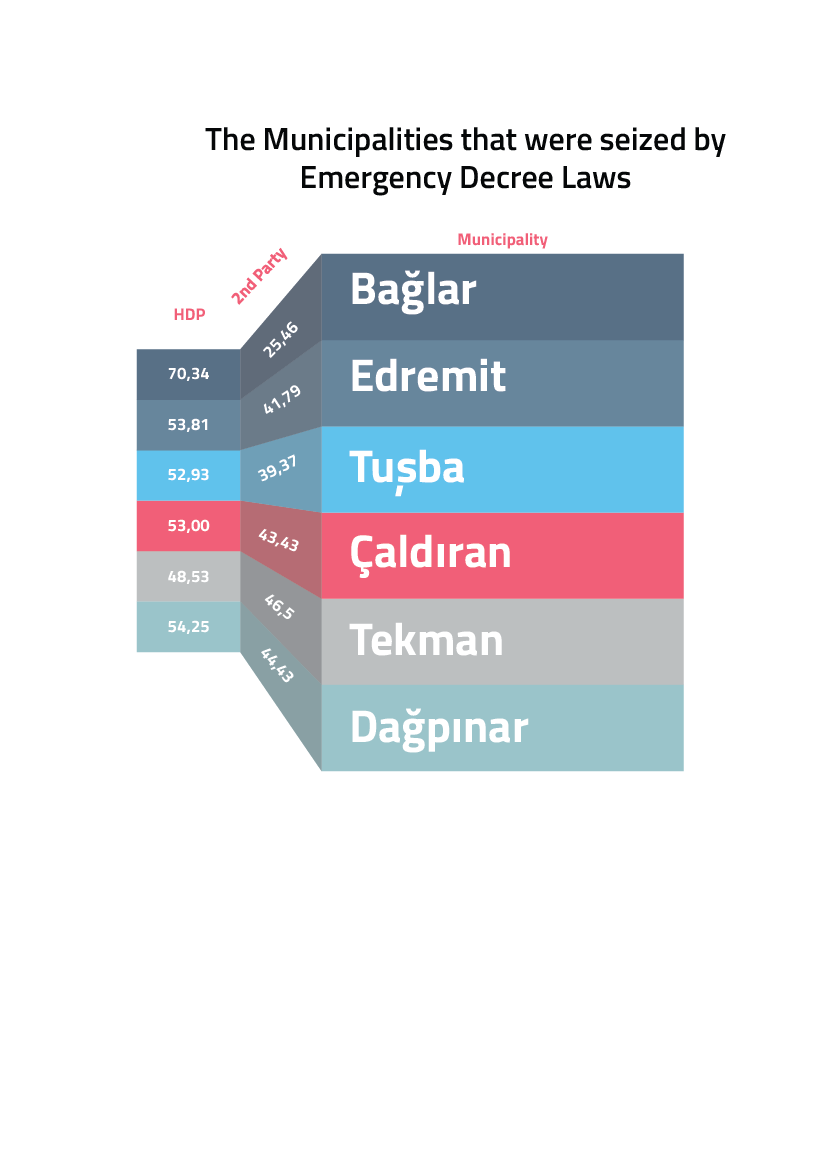 The Municipalities that were seized by
Emergency Decree Laws
HDP
2nd Party
Municipality
70,34
25,46
Bağlar
53,81
41,79
Edremit
52,93
39,37
Tuşba
53,00
43,43
Çaldıran
48,53
46,5
Tekman
54,25
44,43
Dağpınar